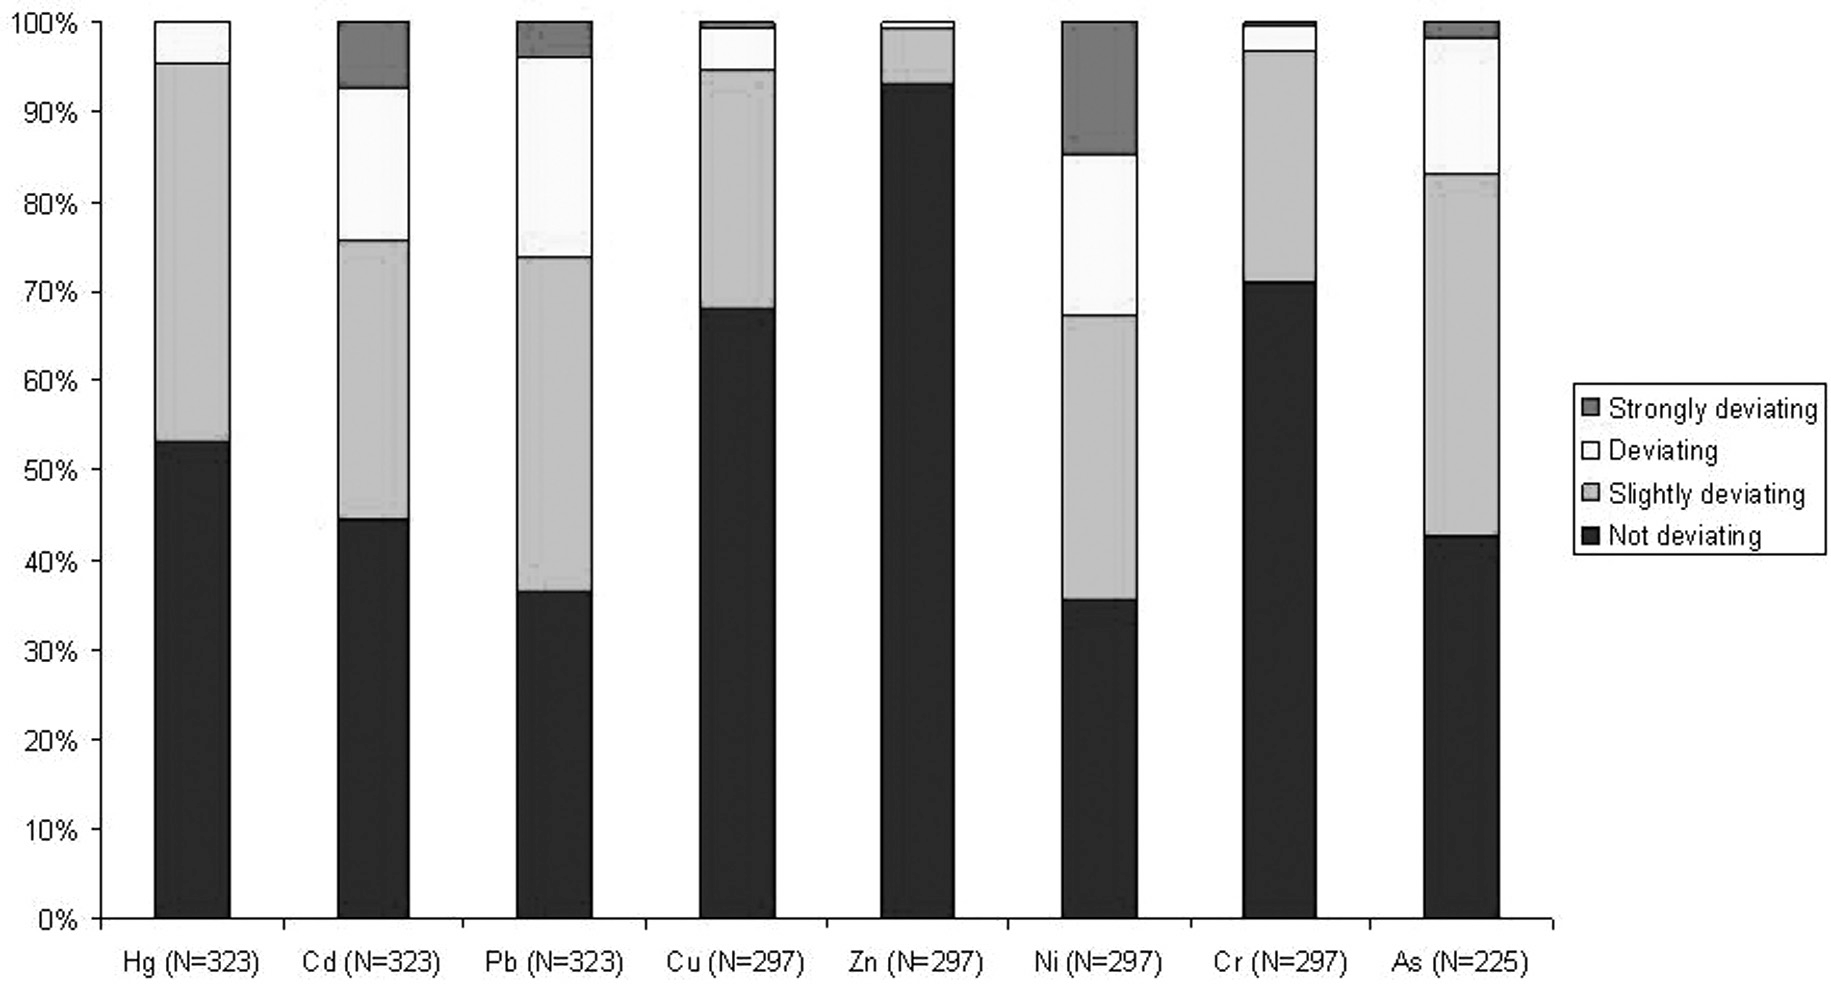 100%
90%
80%
70%
60%
50%
40%
30%
20%
10%
0%
Hg (N=323) Cd (N=323) Pb (N=323) Cu (N=297) Zn (N=297) Ni (N=297) Cr (N=297) As (N=225)
Strongly deviating
Deviating
Slightly deviating
Not deviating